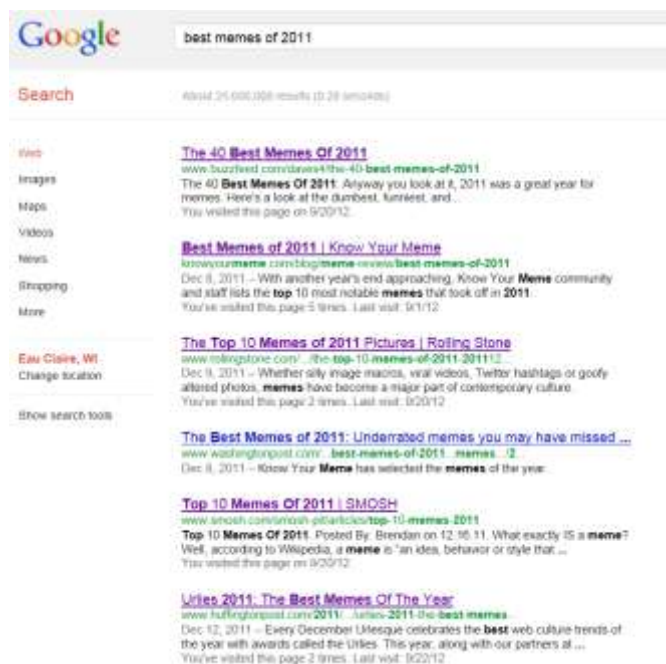 Google
best memes of 2011
Search
About 25,000,000 results (0.28 seconds)
Web
Images
Maps
Videos
News
Shopping
More
Eau Claire, WI
Change location
Show search tools
The 40 Best Memes Of 2011
www.buzzfeed.com/daves4/the-40-best-memes-of-2011
The 40 Best Memes Of 2011. Anyway you look at it, 2011 was a great year for
memes. Here's a look at the dumbest, funniest, and...
You visited this page on 9/20/12.
Best Memes of 2011 | Know Your Meme
knowyourmeme.com/blog/meme-review/best-memes-of-2011
Dec 8, 2011 – With another year's end approaching, Know Your Meme community
and staff lists the top 10 most notable memes that took off in 2011.
You've visited this page 5 times. Last visit: 9/1/12
The Top 10 Memes of 2011 Pictures | Rolling Stone
www.rollingstone.com/.../the-top-10-memes-of-2011-201112...
Dec 9, 2011 – Whether silly image macros, viral videos, Twitter hashtags or goofy
altered photos, memes have become a major part of contemporary culture.
You've visited this page 2 times. Last visit: 9/20/12
The Best Memes of 2011: Underrated memes you may have missed ...
www.washingtonpost.com/...best-memes-of-2011...memes.../2...
Dec 8, 2011 – Know Your Meme has selected the memes of the year.
Top 10 Memes Of 2011 | SMOSH
www.smosh.com/smosh-pit/articles/top-10-memes-2011
Top 10 Memes Of 2011. Posted By: Brendan on 12.16.11. What exactly IS a meme?
Well, according to Wikipedia, a meme is "an idea, behavior or style that ...
You visited this page on 9/20/12.
Urlies 2011: The Best Memes Of The Year
www.huffingtonpost.com/2011/.../urlies-2011-the-best-memes...
Dec 12, 2011 – Every December Urlesque celebrates the best web culture trends of
the year with awards called the Urlies. This year, along with our partners at ...
You've visited this page 2 times. Last visit: 9/22/12